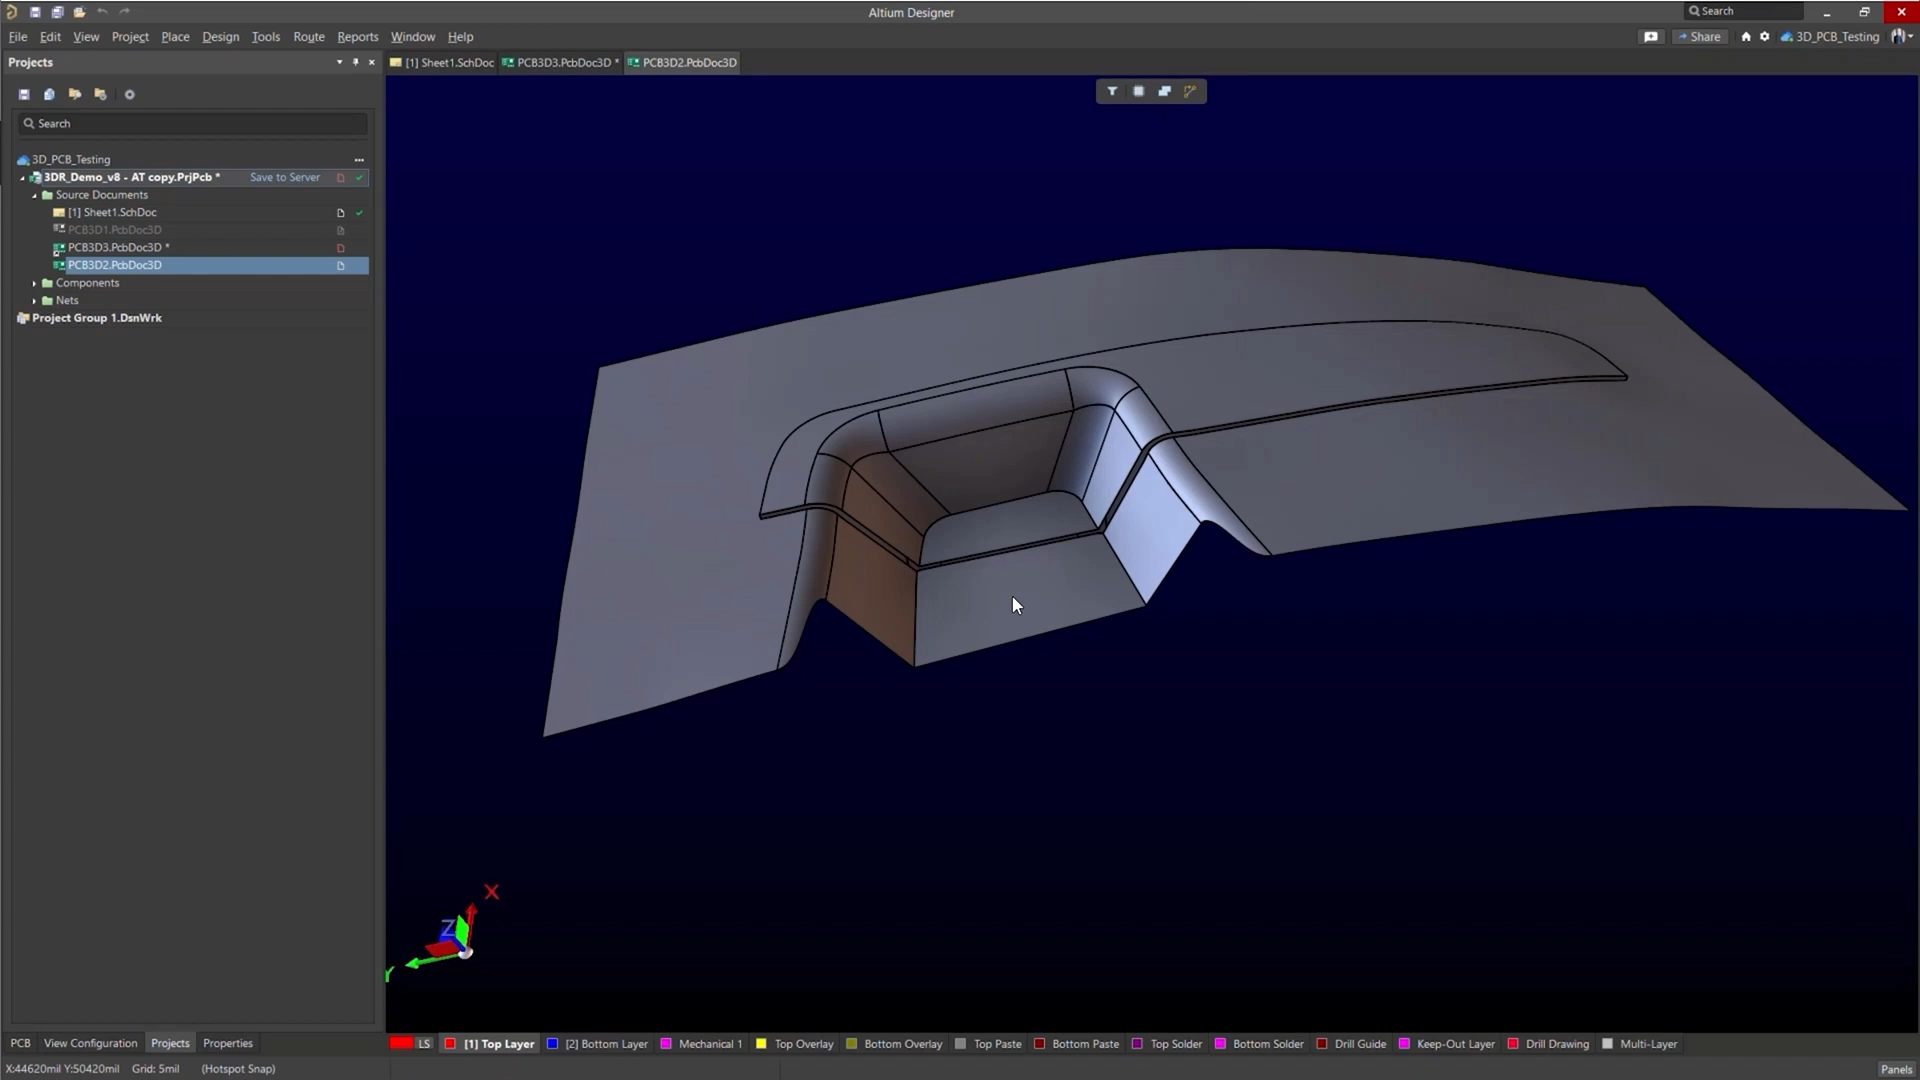 Altium Designer
Search
File Edit View Project Place Design Tools Route Reports Window Help
Share
3D_PCB_Testing
Projects
[1] Sheet1.SchDoc
PCB3D3.PcbDoc3D *
PCB3D2.PcbDoc3D
Search
3D_PCB_Testing
3DR_Demo_v8 - AT copy.PrjPcb * Save to Server
Source Documents
[1] Sheet1.SchDoc
PCB3D1.PcbDoc3D
PCB3D3.PcbDoc3D *
PCB3D2.PcbDoc3D
Components
Nets
Project Group 1.DsnWrk
X
Z
Y
PCB View Configuration Projects Properties
LS [1] Top Layer [2] Bottom Layer Mechanical 1 Top Overlay Bottom Overlay Top Paste Bottom Paste Top Solder Bottom Solder Drill Guide Keep-Out Layer Drill Drawing Multi-Layer
X:44620mil Y:50420mil Grid: 5mil (Hotspot Snap)
Panels